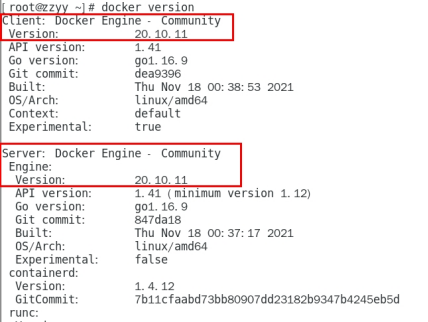 [root@zzyy ~]# docker version
Client: Docker Engine - Community
Version: 20.10.11
API version: 1.41
Go version: go1.16.9
Git commit: dea9396
Built: Thu Nov 18 00:38:53 2021
OS/Arch: linux/amd64
Context: default
Experimental: true
Server: Docker Engine - Community
Engine:
Version: 20.10.11
API version: 1.41 (minimum version 1.12)
Go version: go1.16.9
Git commit: 847da18
Built: Thu Nov 18 00:37:17 2021
OS/Arch: linux/amd64
Experimental: false
containerd:
Version: 1.4.12
GitCommit: 7b11cfaabd73bb80907dd23182b9347b4245eb5d
runc: